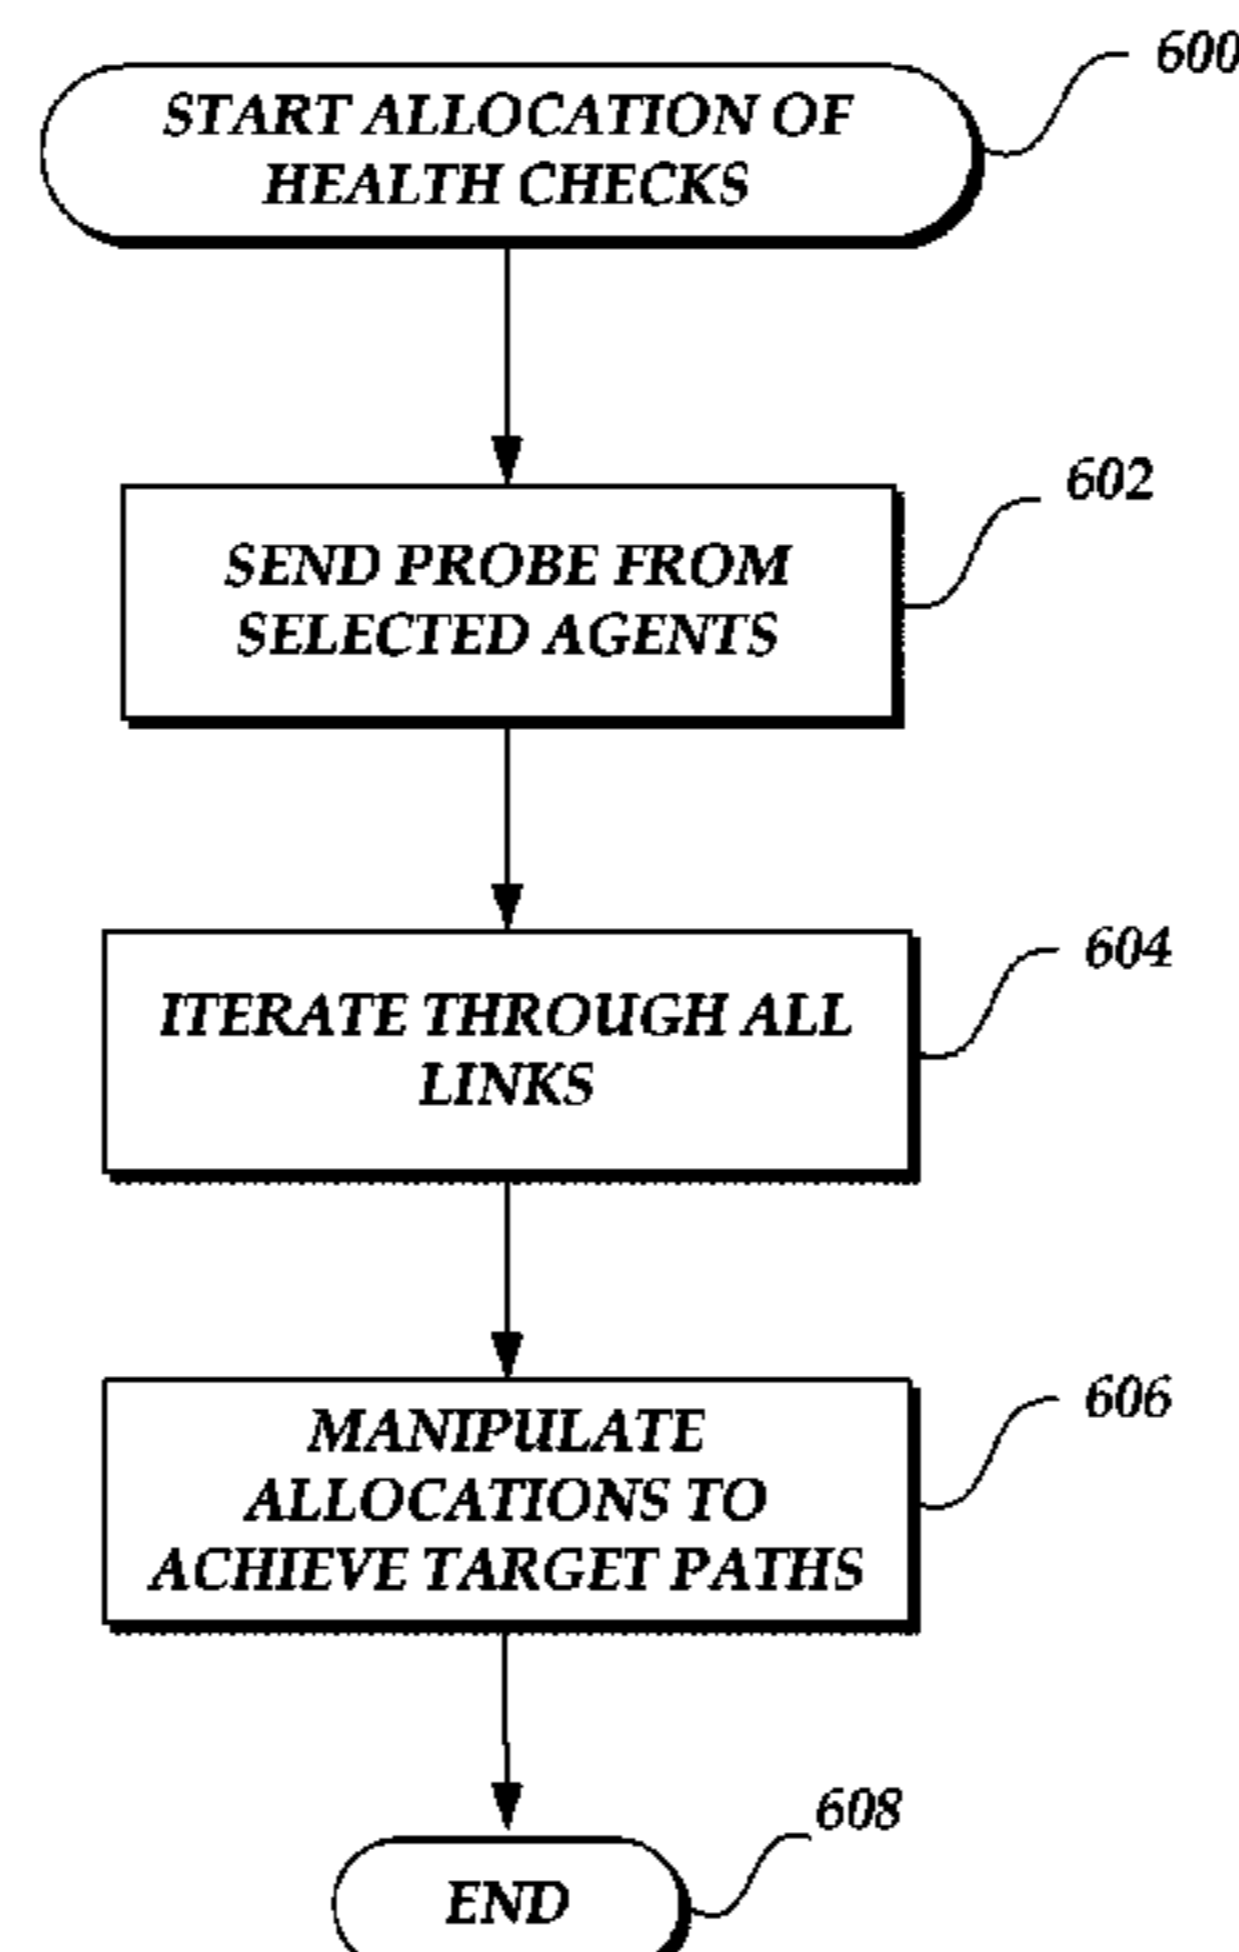 600
START ALLOCATION OF
HEALTH CHECKS
602
SEND PROBE FROM
SELECTED AGENTS
604
ITERATE THROUGH ALL
LINKS
606
MANIPULATE
ALLOCATIONS TO
ACHIEVE TARGET PATHS
608
END